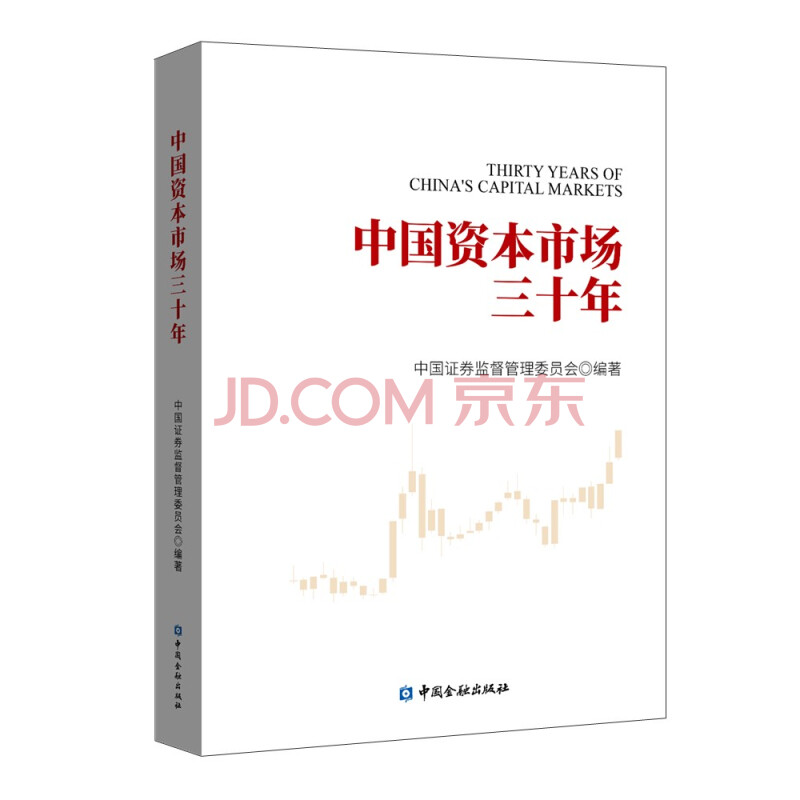 THIRTY YEARS OF
CHINA'S CAPITAL MARKETS
中国资本市场
三十年
中国证券监督管理委员会◎编著
JD.COM 京东
中国金融出版社
中国资本市场三十年
中国证券监督管理委员会◎编著
中国金融出版社